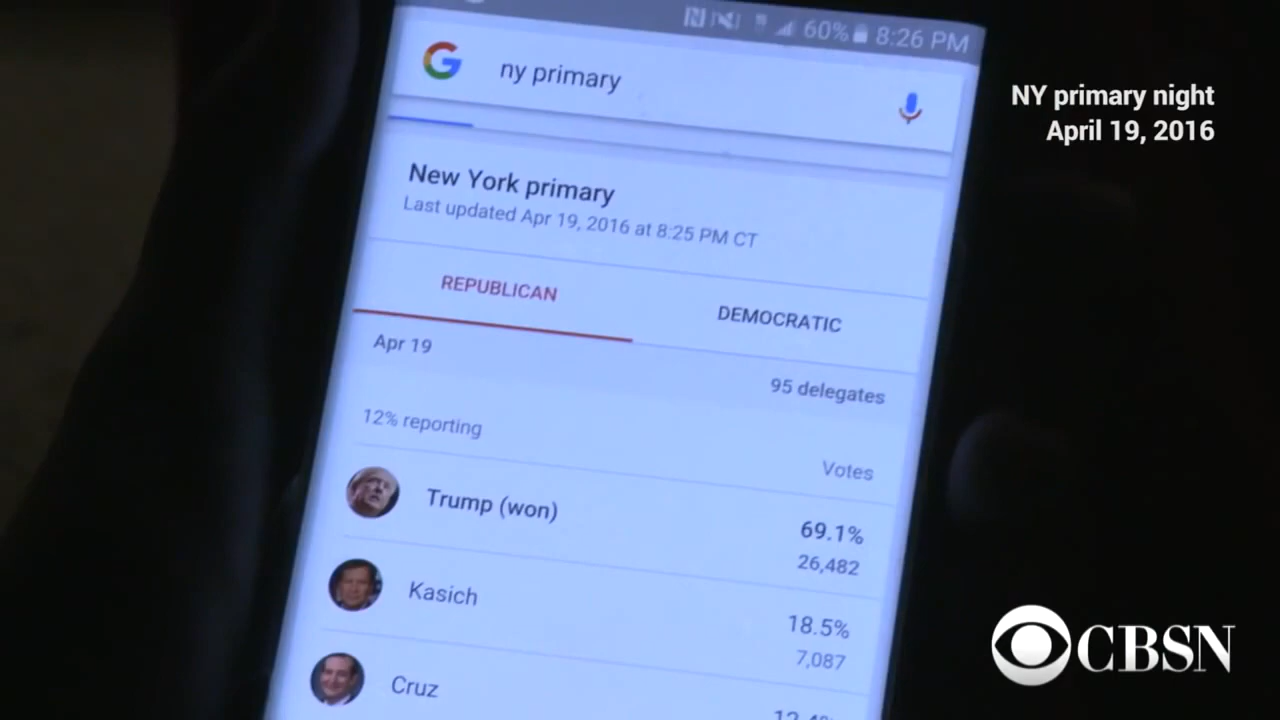 60% 8:26 PM
ny primary
NY primary night
April 19, 2016
New York primary
Last updated Apr 19, 2016 at 8:25 PM CT
REPUBLICAN
DEMOCRATIC
Apr 19
95 delegates
12% reporting
Votes
Trump (won)
69.1%
26,482
Kasich
18.5%
7,087
Cruz
CBSN